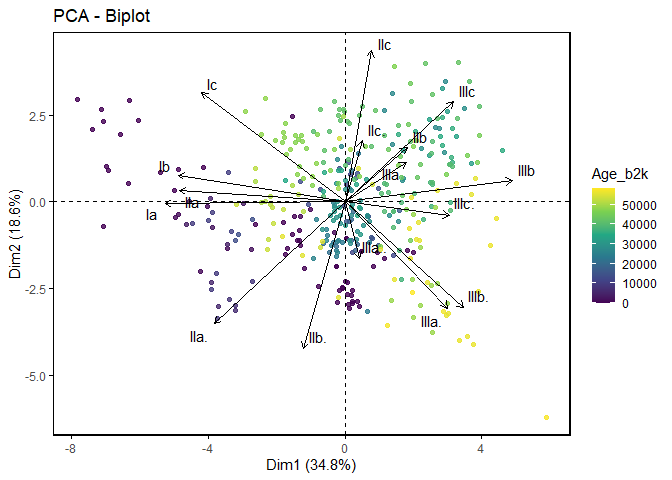 PCA - Biplot
IIc
Ic
IIIc
IIc
IIb
Ib
IIIa
IIIb
IIa
IIIc.
Ia
IIa
IIIb.
IIIa.
IIa.
IIb.
2.5
0.0
-2.5
-5.0
Dim2 (18.6%)
-8
-4
0
4
Dim1 (34.8%)
Age_b2k
50000
40000
30000
20000
10000
0